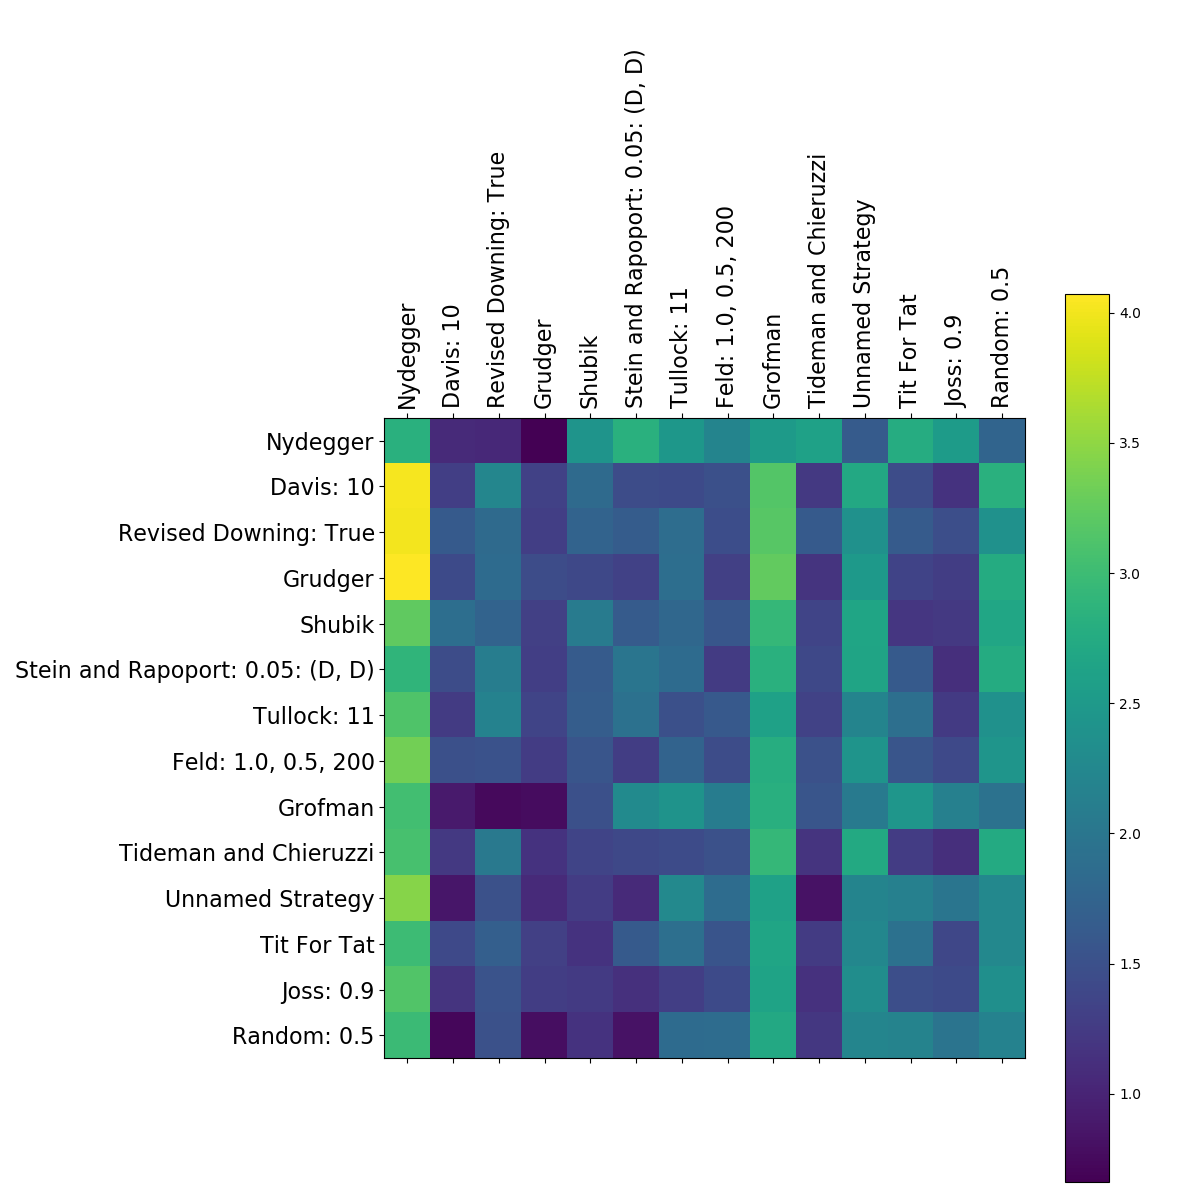 Nydegger
Davis: 10
Revised Downing: True
Grudger
Shubik
Stein and Rapoport: 0.05: (D, D)
Tullock: 11
Feld: 1.0, 0.5, 200
Grofman
Tideman and Chieruzzi
Unnamed Strategy
Tit For Tat
Joss: 0.9
Random: 0.5
Nydegger
Davis: 10
Revised Downing: True
Grudger
Shubik
Stein and Rapoport: 0.05: (D, D)
Tullock: 11
Feld: 1.0, 0.5, 200
Grofman
Tideman and Chieruzzi
Unnamed Strategy
Tit For Tat
Joss: 0.9
Random: 0.5
4.0
3.5
3.0
2.5
2.0
1.5
1.0